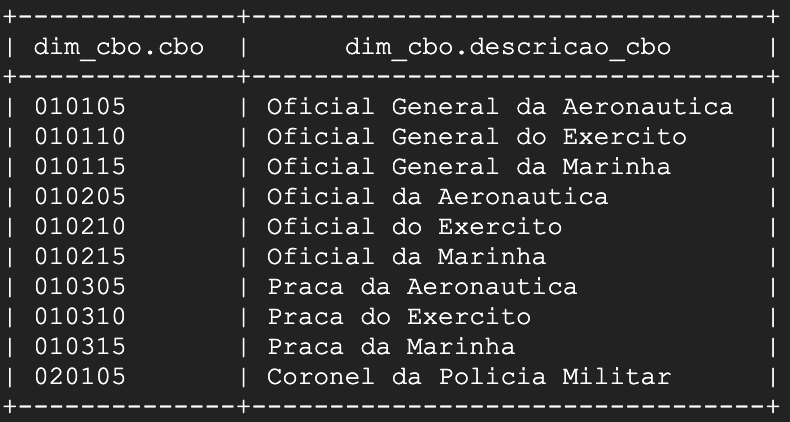 +---------------+----------------------------------+
| dim_cbo.cbo | dim_cbo.descricao_cbo |
+---------------+----------------------------------+
| 010105 | Oficial General da Aeronautica |
| 010110 | Oficial General do Exercito |
| 010115 | Oficial General da Marinha |
| 010205 | Oficial da Aeronautica |
| 010210 | Oficial do Exercito |
| 010215 | Oficial da Marinha |
| 010305 | Praca da Aeronautica |
| 010310 | Praca do Exercito |
| 010315 | Praca da Marinha |
| 020105 | Coronel da Policia Militar |
+---------------+----------------------------------+